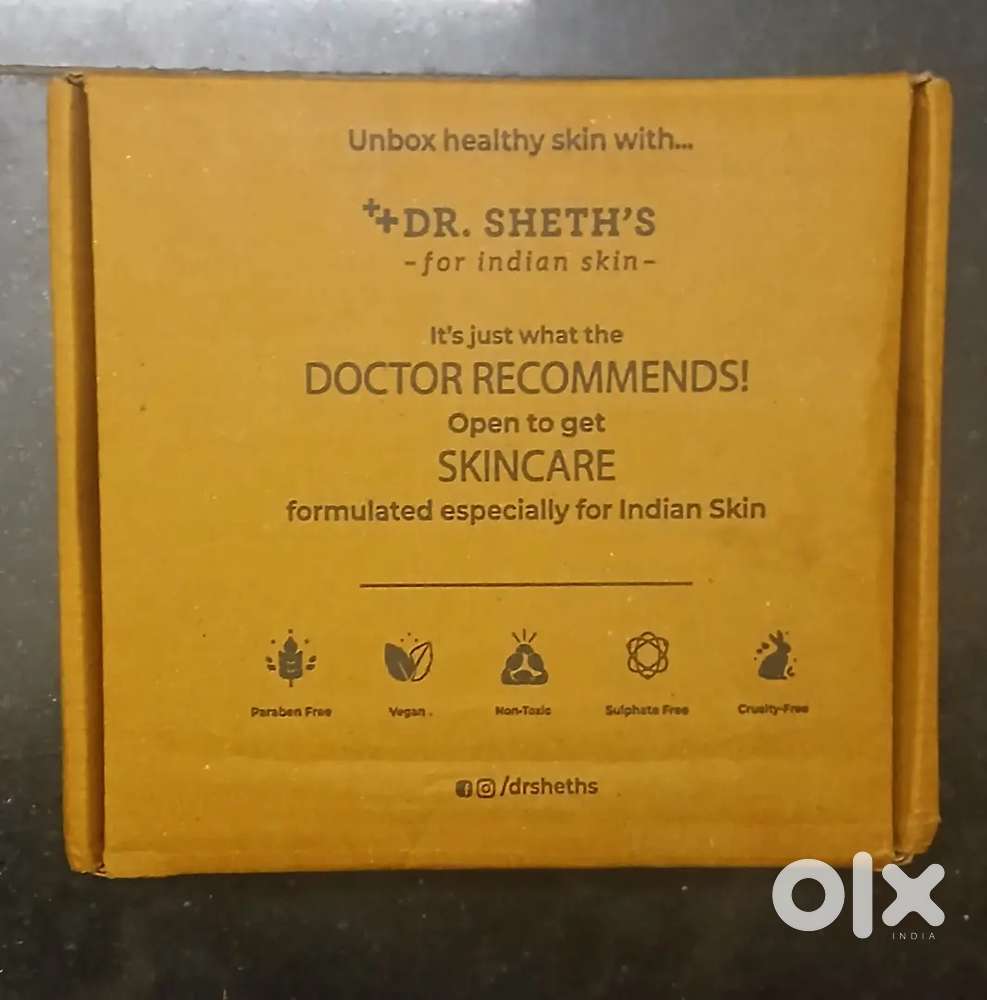 Unbox healthy skin with...
DR. SHETH'S
-for indian skin-
It's just what the
DOCTOR RECOMMENDS!
Open to get
SKINCARE
formulated especially for Indian Skin
Paraben Free Vegan Non-Toxic Sulphate Free Cruelty-Free
/drsheths
olx
INDIA